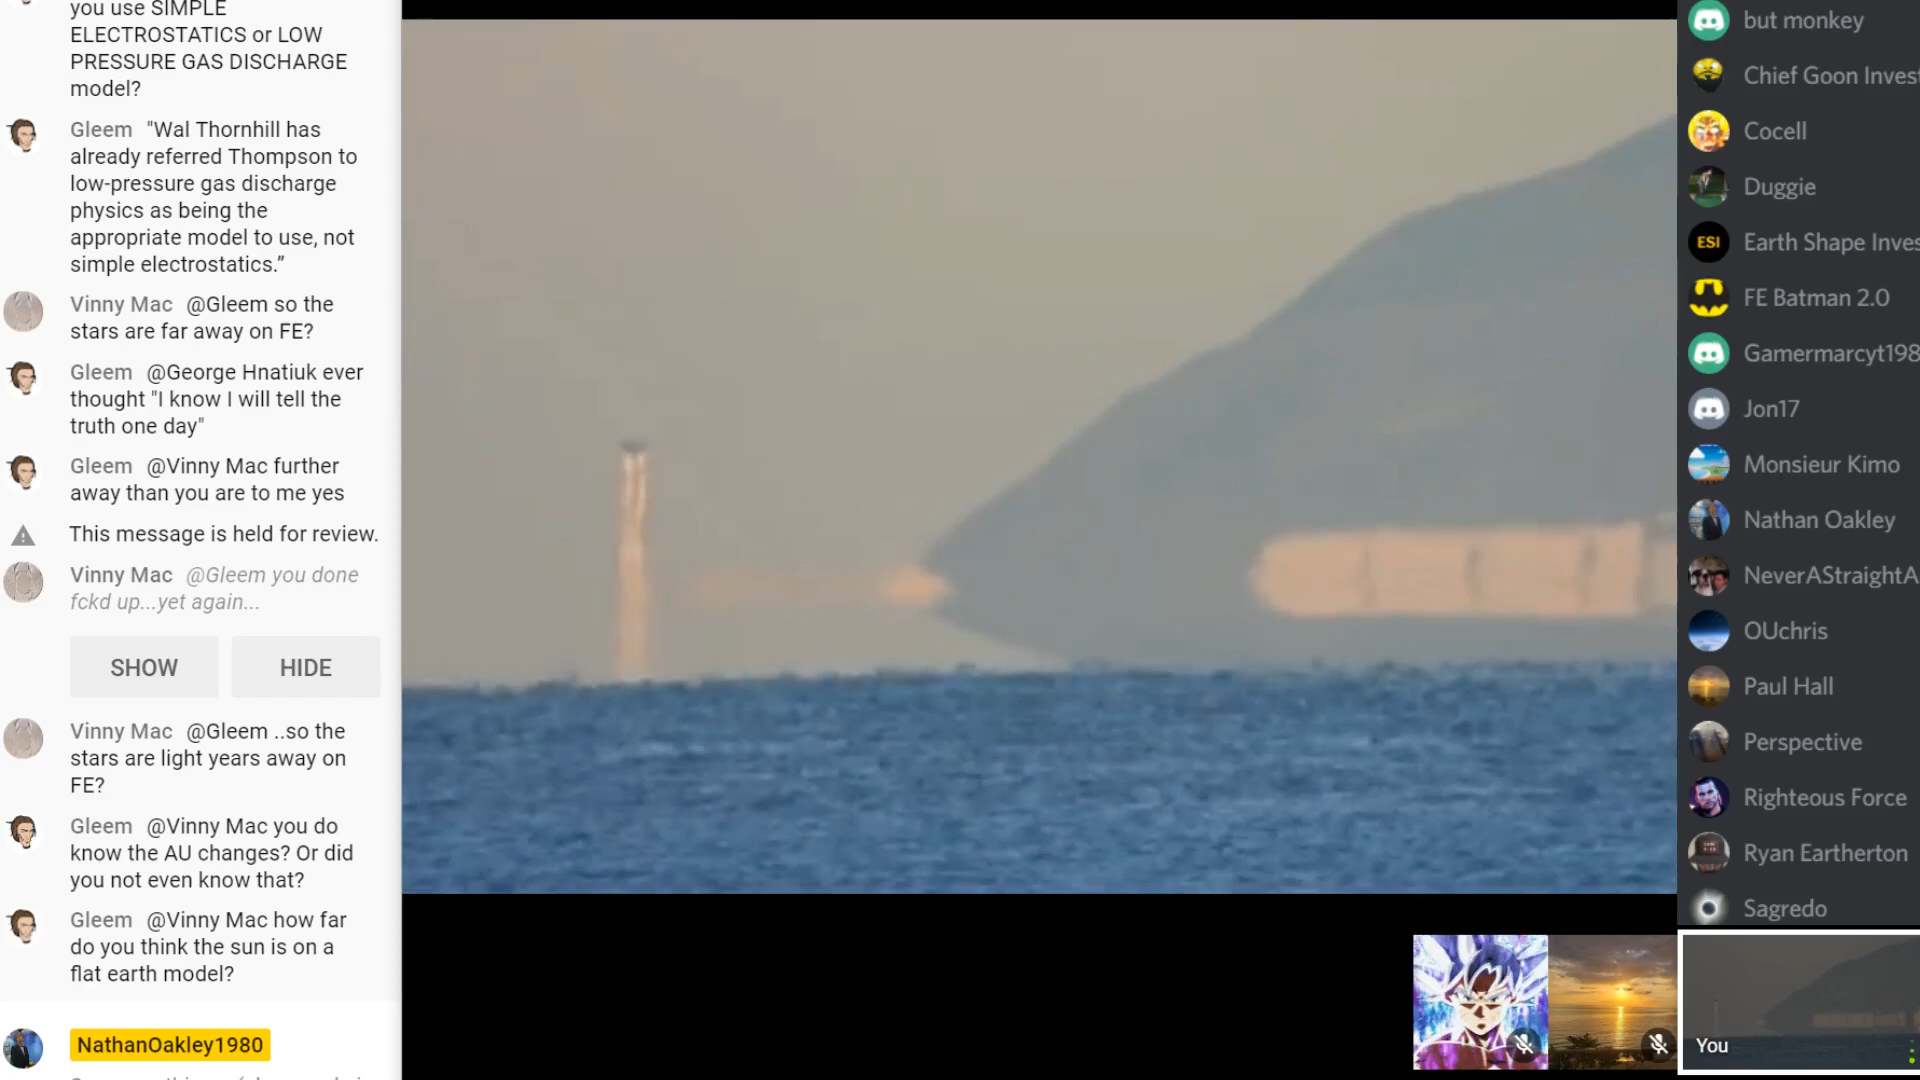 you use SIMPLE
ELECTROSTATICS or LOW
PRESSURE GAS DISCHARGE
model?
Gleem "Wal Thornhill has
already referred Thompson to
low-pressure gas discharge
physics as being the
appropriate model to use, not
simple electrostatics.”
Vinny Mac @Gleem so the
stars are far away on FE?
Gleem @George Hnatiuk ever
thought "I know I will tell the
truth one day"
Gleem @Vinny Mac further
away than you are to me yes
This message is held for review.
Vinny Mac @Gleem you done
fckd up...yet again...
SHOW HIDE
Vinny Mac @Gleem ..so the
stars are light years away on
FE?
Gleem @Vinny Mac you do
know the AU changes? Or did
you not even know that?
Gleem @Vinny Mac how far
do you think the sun is on a
flat earth model?
NathanOakley1980
but monkey
Chief Goon Invest
Cocell
Duggie
ESI
Earth Shape Inves
FE Batman 2.0
Gamermarcyt198
Jon17
Monsieur Kimo
Nathan Oakley
NeverAStraightA
OUchris
Paul Hall
Perspective
Righteous Force
Ryan Eartherton
Sagredo
You